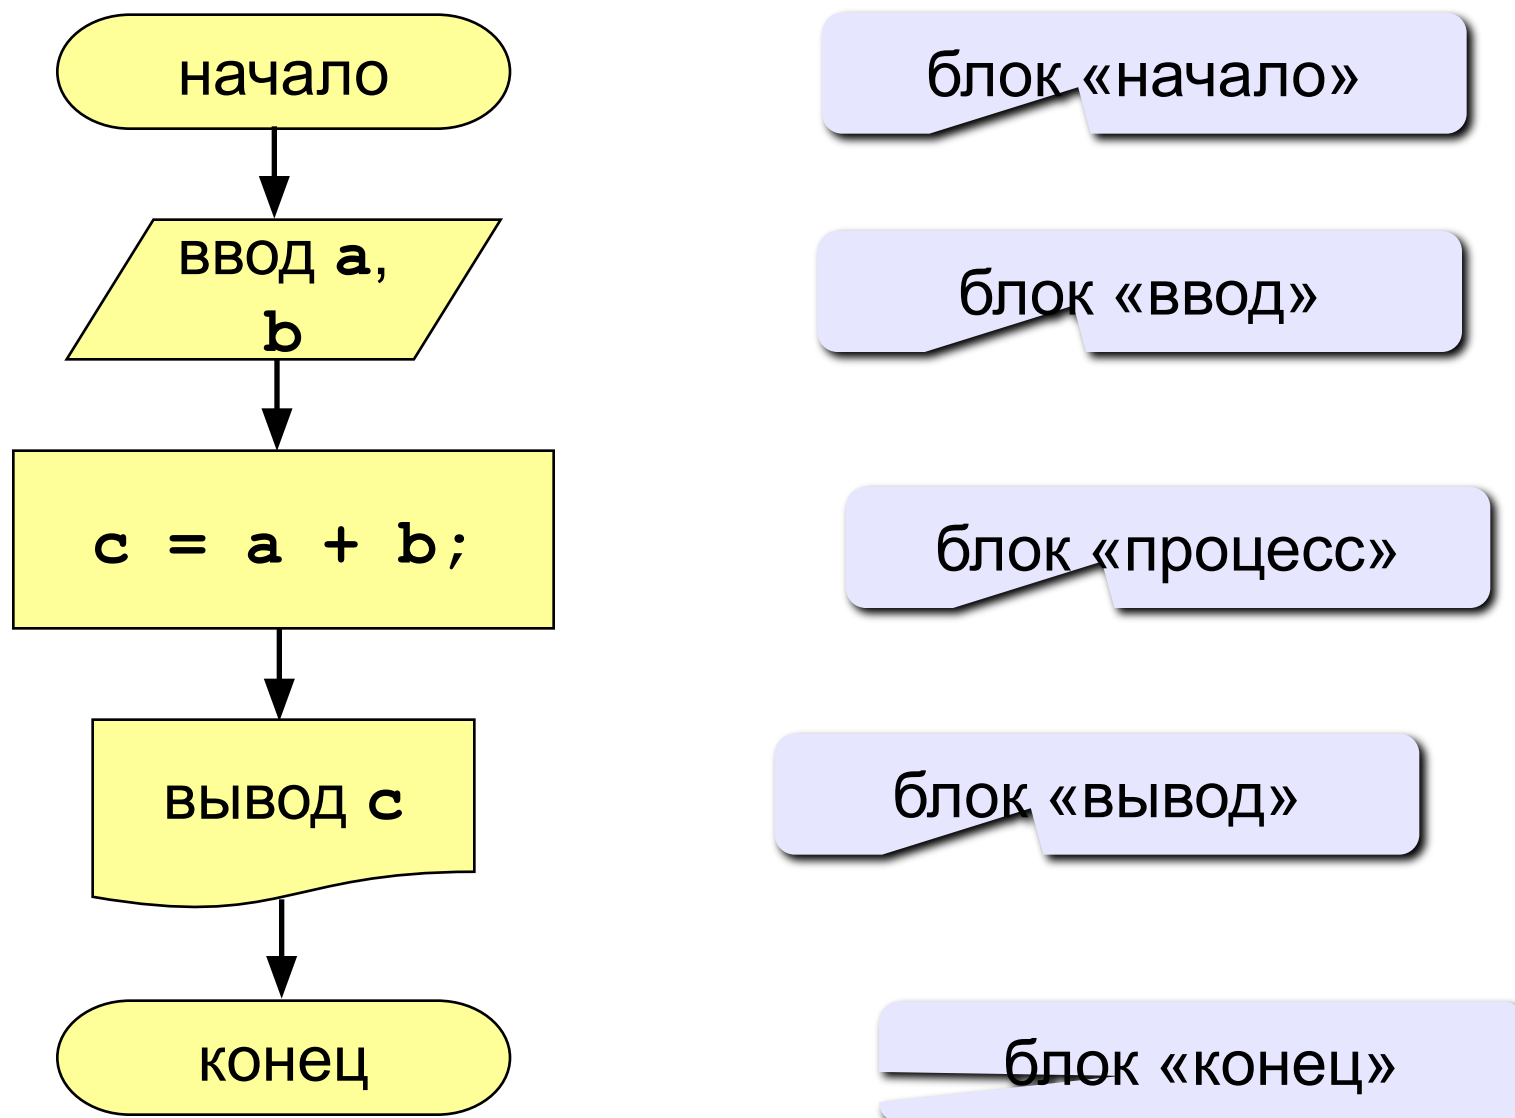 начало
блок «начало»
ввод a,
b
блок «ввод»
c = a + b;
блок «процесс»
вывод c
блок «вывод»
конец
блок «конец»